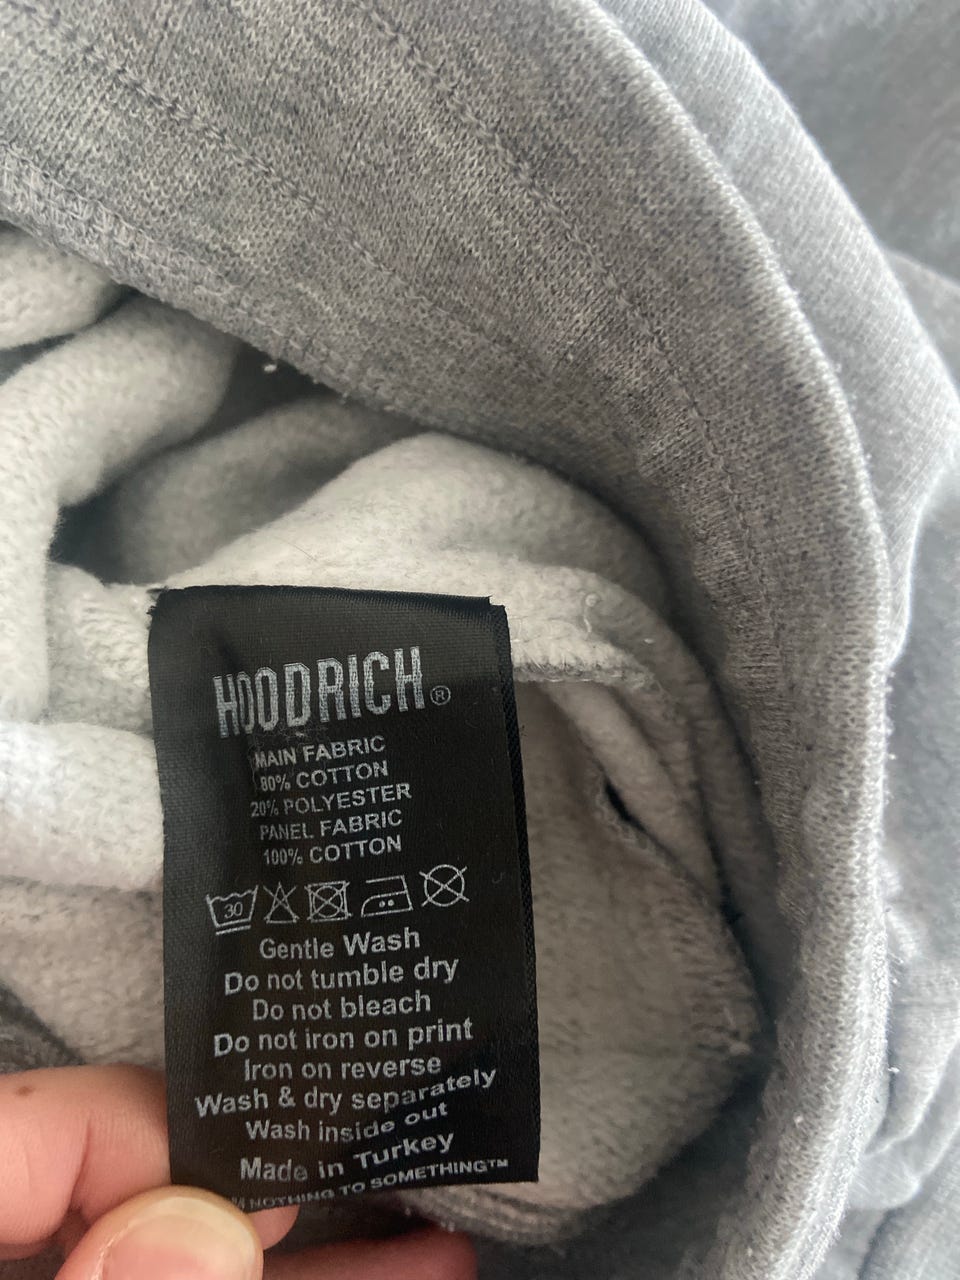 HOODRICH®
MAIN FABRIC
80% COTTON
20% POLYESTER
PANEL FABRIC
100% COTTON
30
Gentle Wash
Do not tumble dry
Do not bleach
Do not iron on print
Iron on reverse
Wash & dry separately
Wash inside out
Made in Turkey
NOTHING TO SOMETHING™